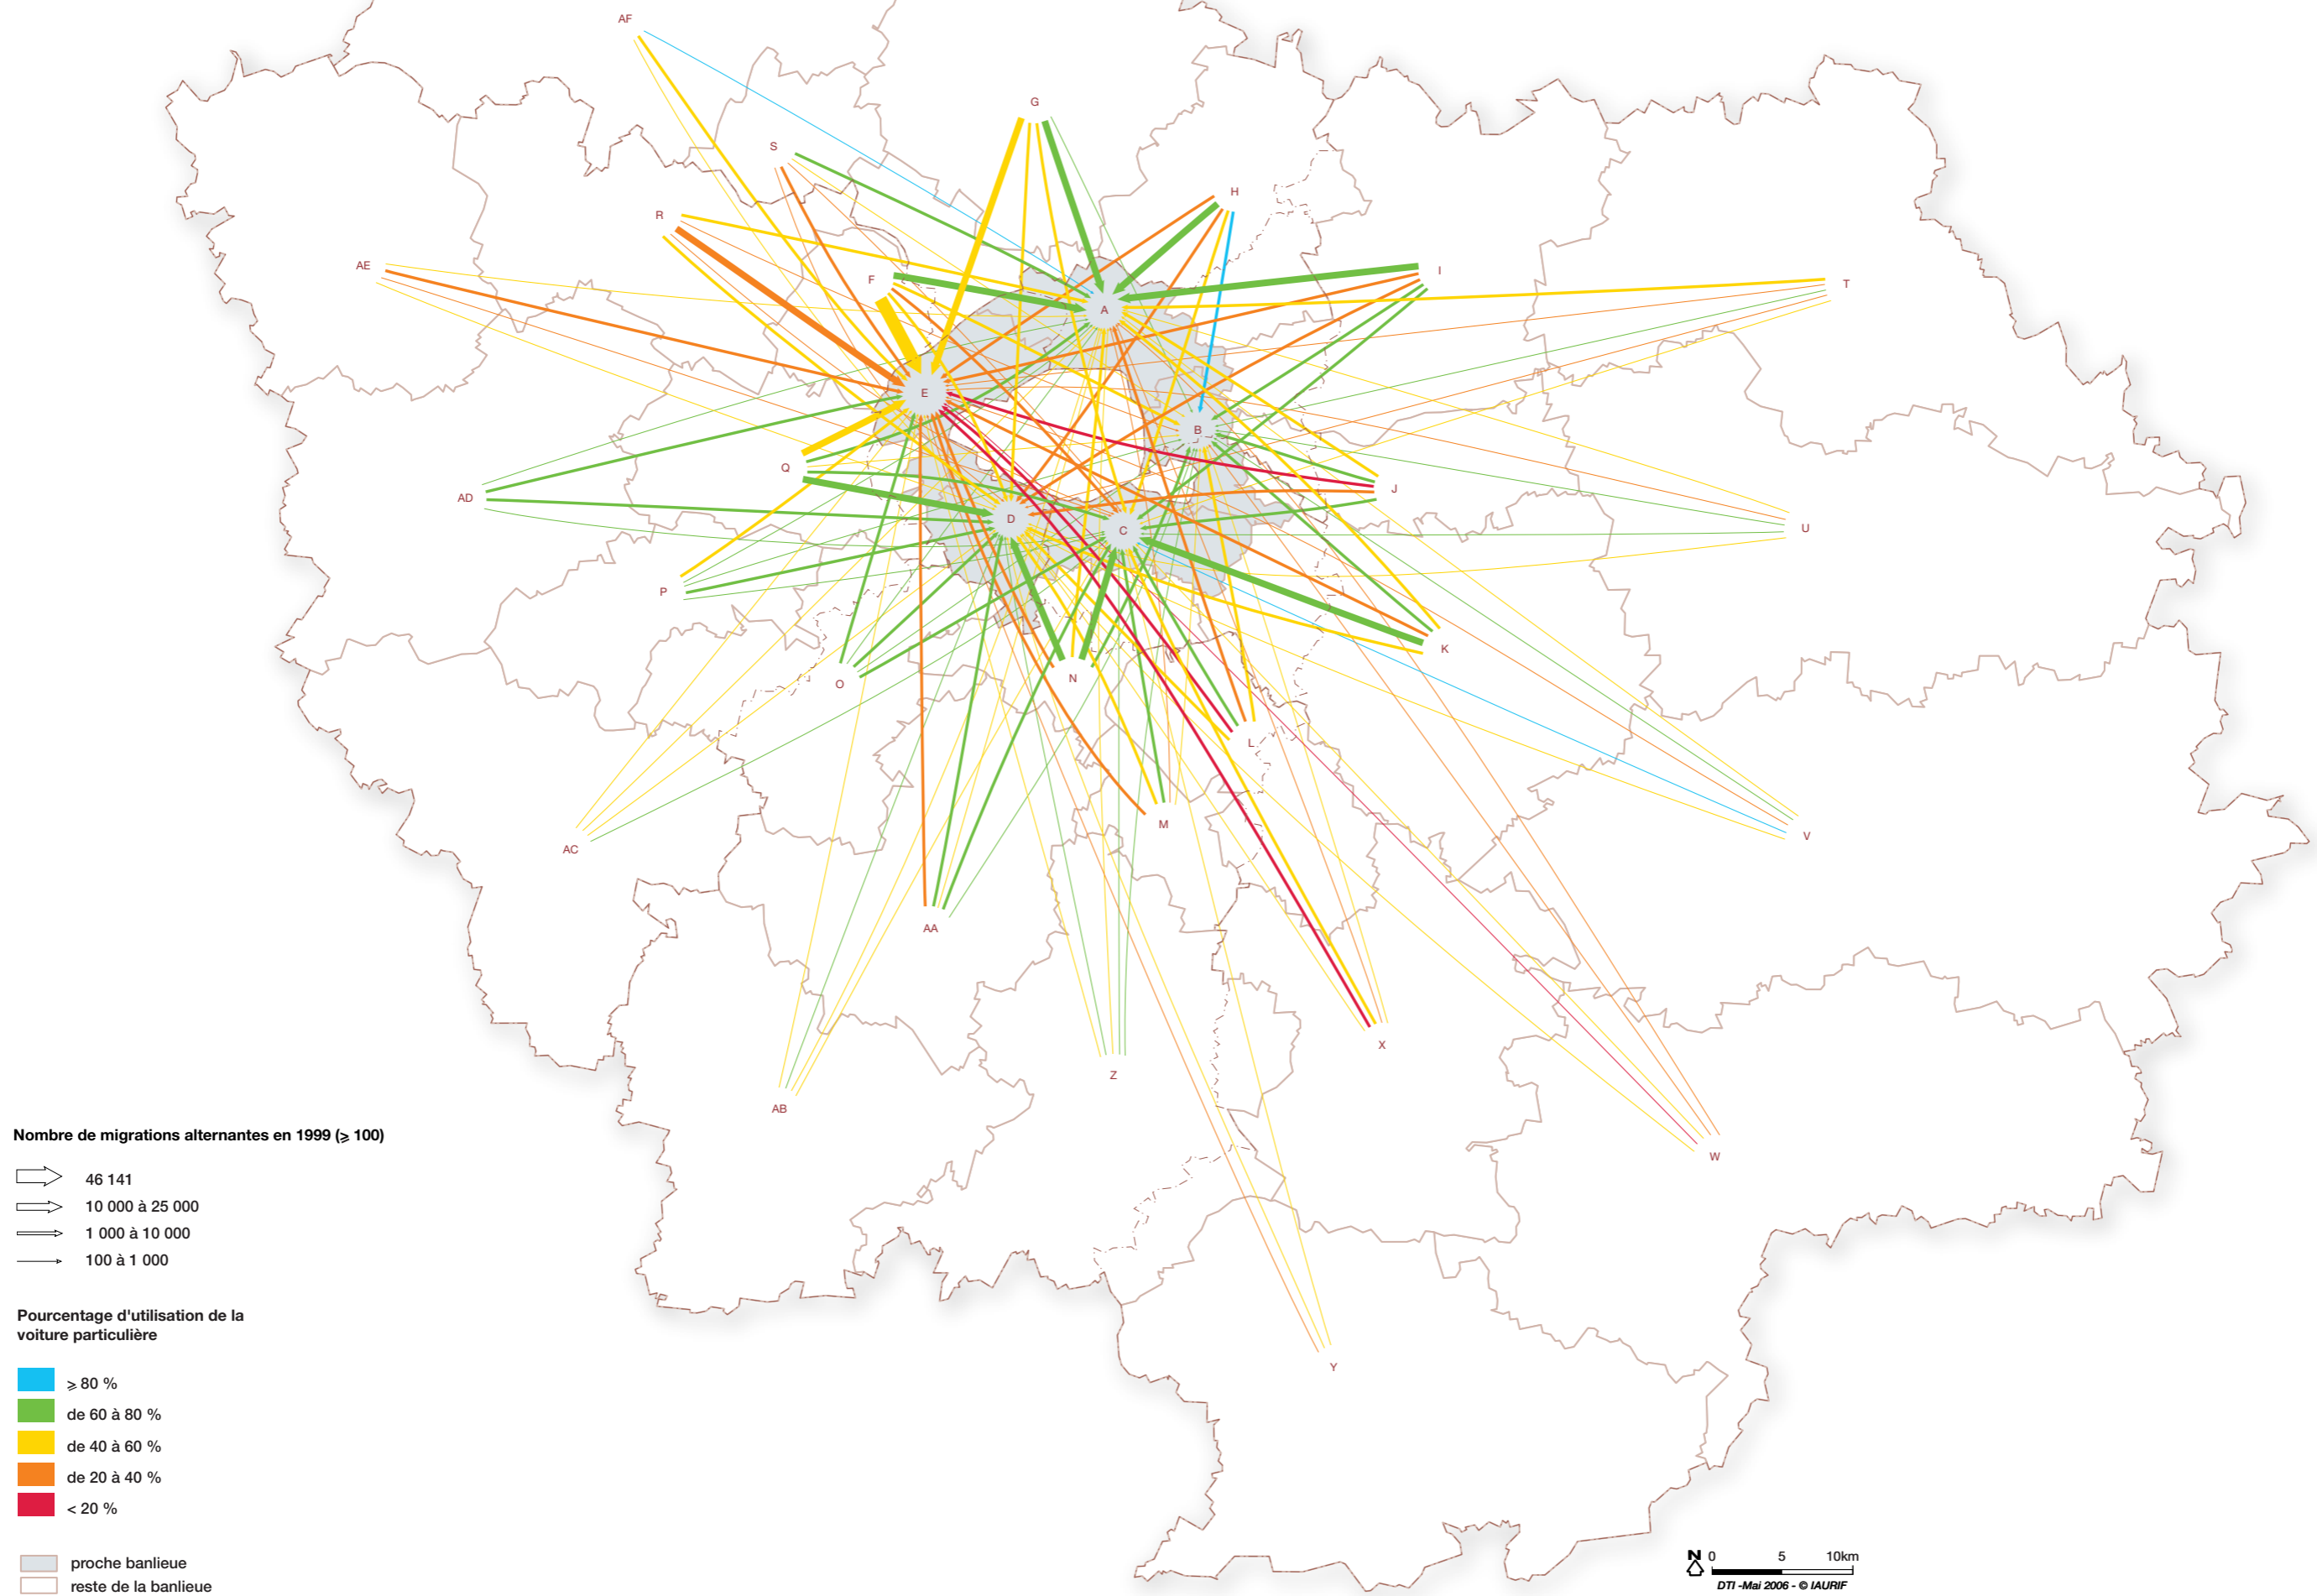 AF
G
S
H
R
AE
F
I
T
A
E
B
Q
J
AD
D
C
U
P
K
O
N
L
M
V
AC
AA
X
Z
AB
W
Y
Nombre de migrations alternantes en 1999 (⩾ 100)
46 141
10 000 à 25 000
1 000 à 10 000
100 à 1 000
Pourcentage d'utilisation de la
voiture particulière
⩾ 80 %
de 60 à 80 %
de 40 à 60 %
de 20 à 40 %
< 20 %
proche banlieue
reste de la banlieue
N 0 5 10km
DTI -Mai 2006 - © IAURIF